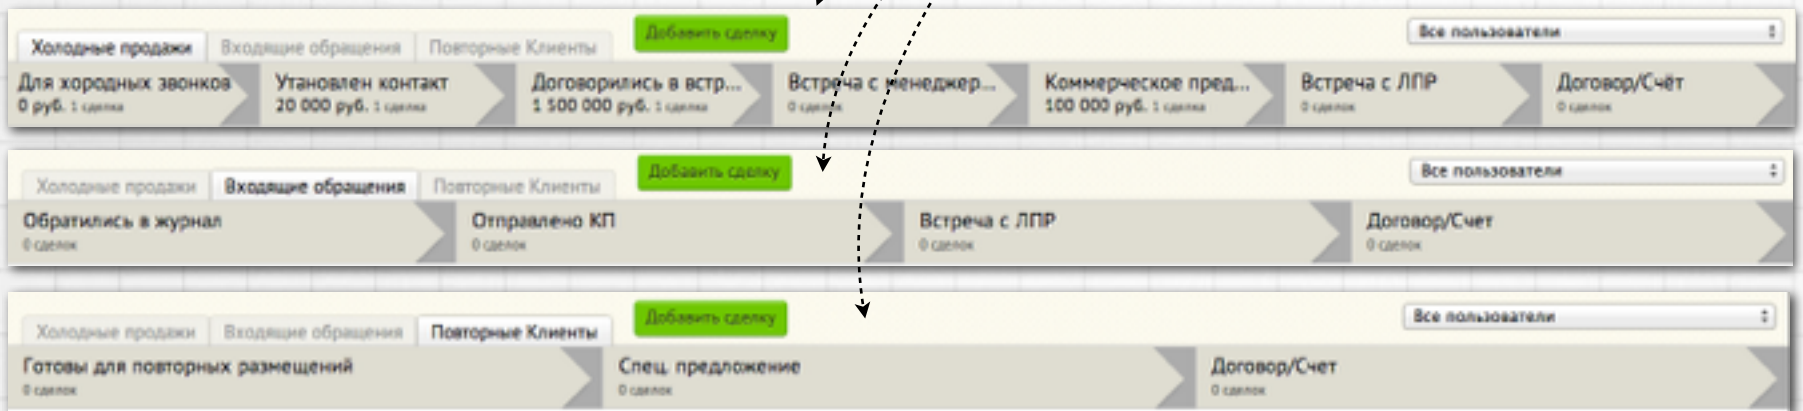 Добавить сделку
Все пользователи
Холодные продажи Входящие обращения Повторные Клиенты
Для хородных звонков Утановлен контакт Договорились в встр... Встреча с менеджер... Коммерческое пред... Встреча с ЛПР Договор/Счёт
0 руб. 1 сделка 20 000 руб. 1 сделка 1 500 000 руб. 1 сделка 0 сделок 100 000 руб. 1 сделка 0 сделок 0 сделок
Добавить сделку
Все пользователи
Холодные продажи Входящие обращения Повторные Клиенты
Обратились в журнал Отправлено КП Встреча с ЛПР Договор/Счет
0 сделок 0 сделок 0 сделок 0 сделок
Добавить сделку
Все пользователи
Холодные продажи Входящие обращения Повторные Клиенты
Готовы для повторных размещений Спец. предложение Договор/Счет
0 сделок 0 сделок 0 сделок